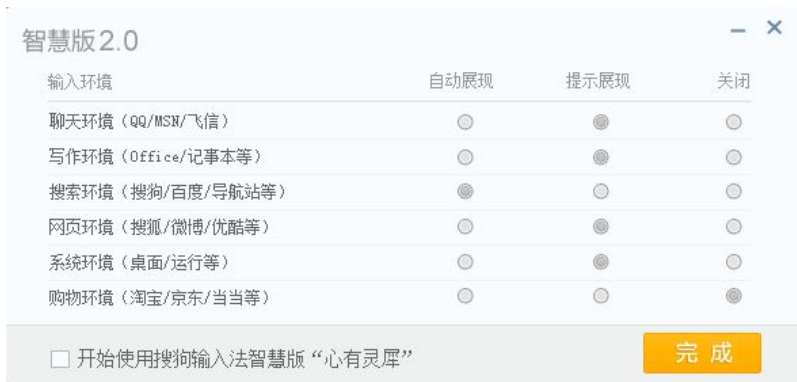 智慧版2.0
输入环境 自动展现 提示展现 关闭
聊天环境（QQ/MSN/飞信）
写作环境（Office/记事本等）
搜索环境（搜狗/百度/导航站等）
网页环境（搜狐/微博/优酷等）
系统环境（桌面/运行等）
购物环境（淘宝/京东/当当等）
开始使用搜狗输入法智慧版“心有灵犀” 完成